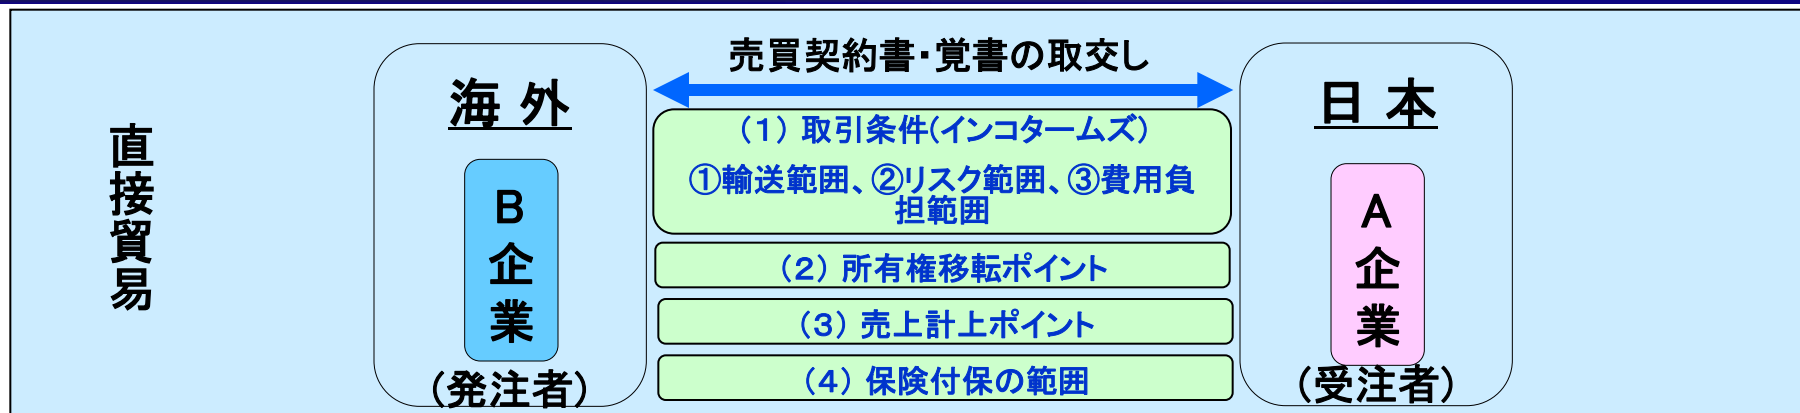 直接貿易
海 外
B企業
(発注者)
売買契約書・覚書の取交し
(1) 取引条件(インコタームズ)
①輸送範囲、②リスク範囲、③費用負
担範囲
(2) 所有権移転ポイント
(3) 売上計上ポイント
(4) 保険付保の範囲
日 本
A企業
(受注者)